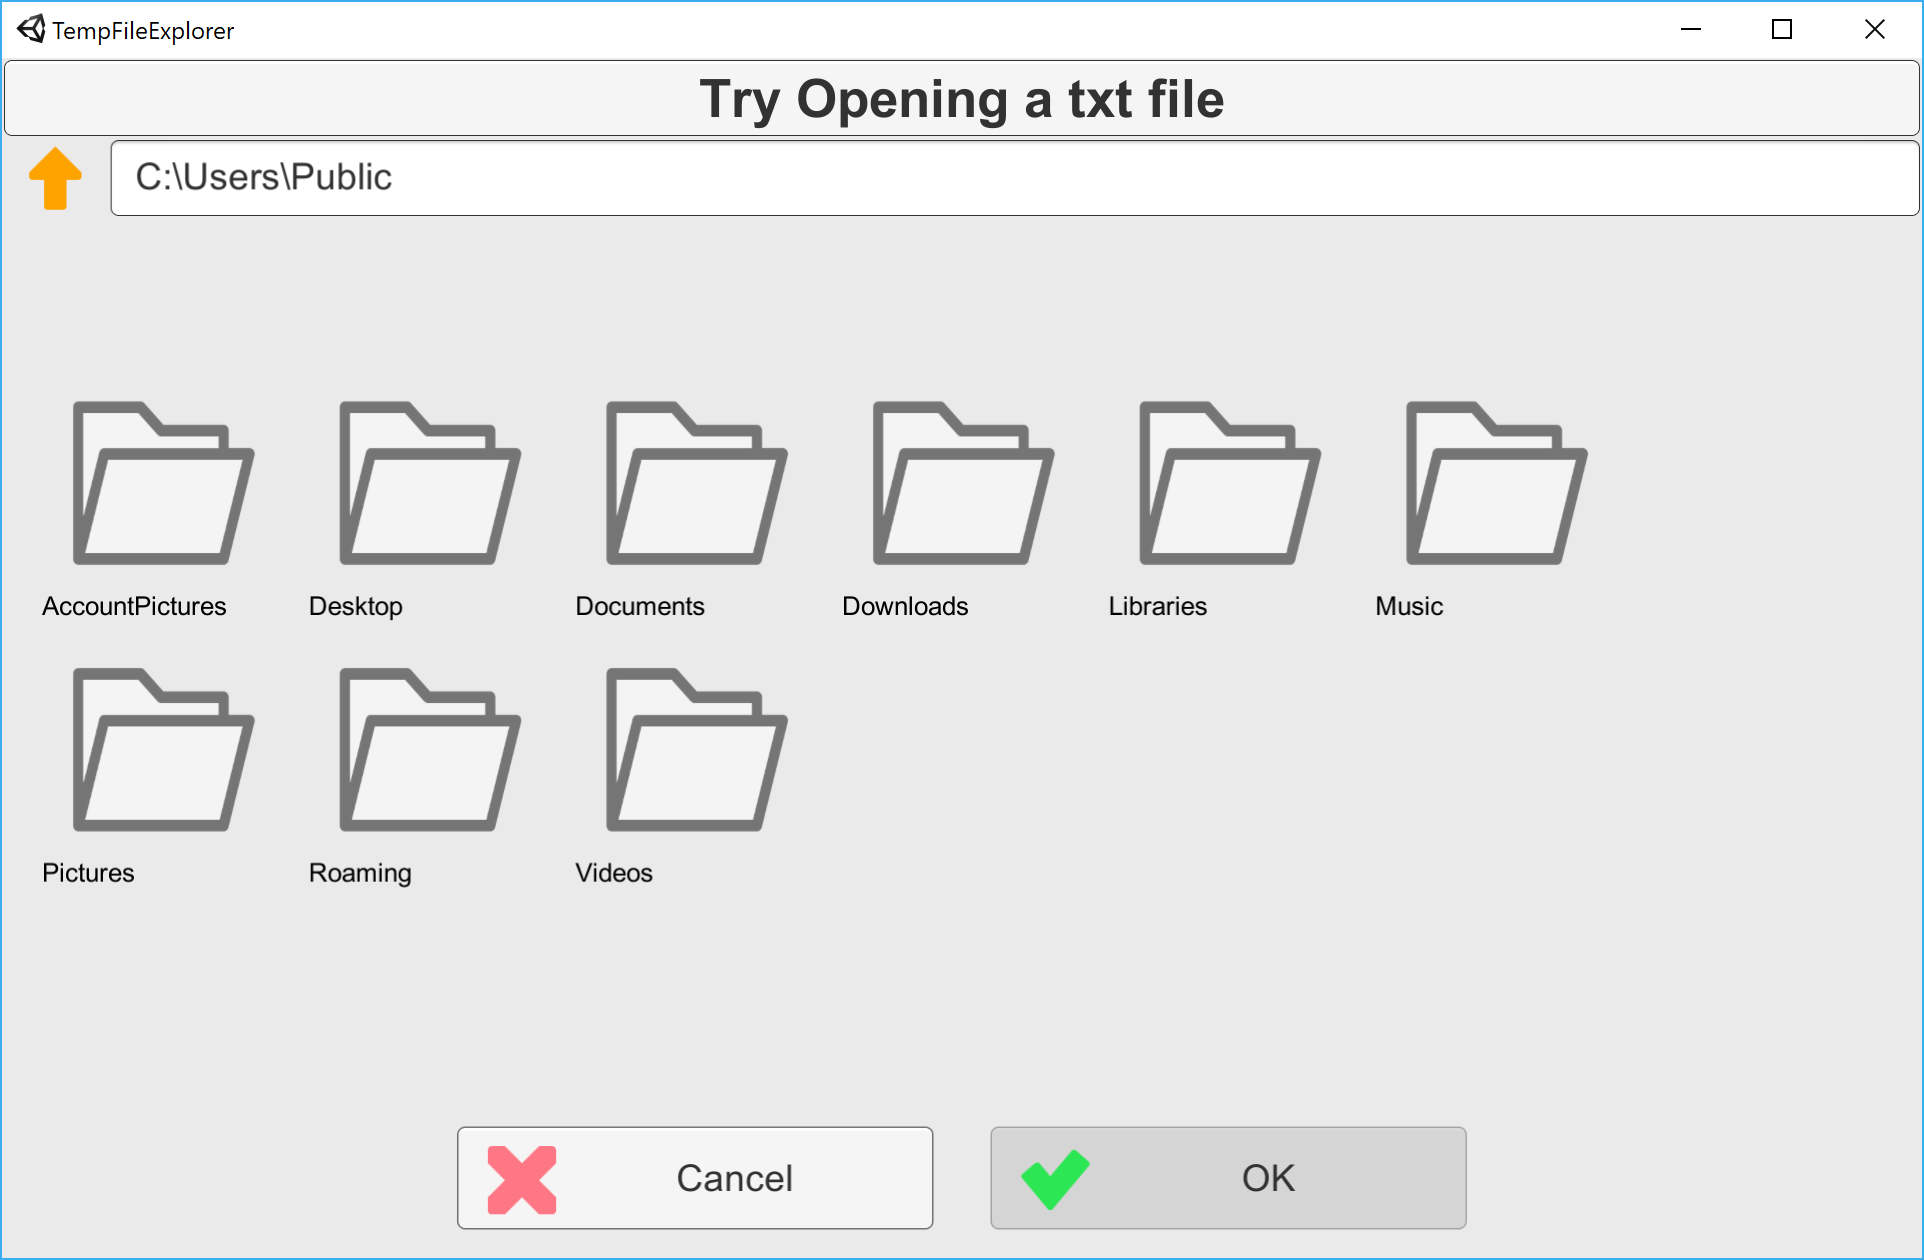 TempFileExplorer
Try Opening a txt file
C:\Users\Public
AccountPictures Desktop Documents Downloads Libraries Music
Pictures Roaming Videos
Cancel OK